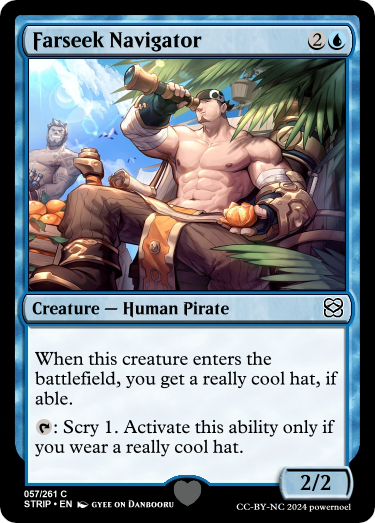 Farseek Navigator 2
Creature — Human Pirate
When this creature enters the
battlefield, you get a really cool hat, if
able.
: Scry 1. Activate this ability only if
you wear a really cool hat.
2/2
057/261 C
STRIP • EN GYEE ON DANBOORU
CC-BY-NC 2024 powernoel